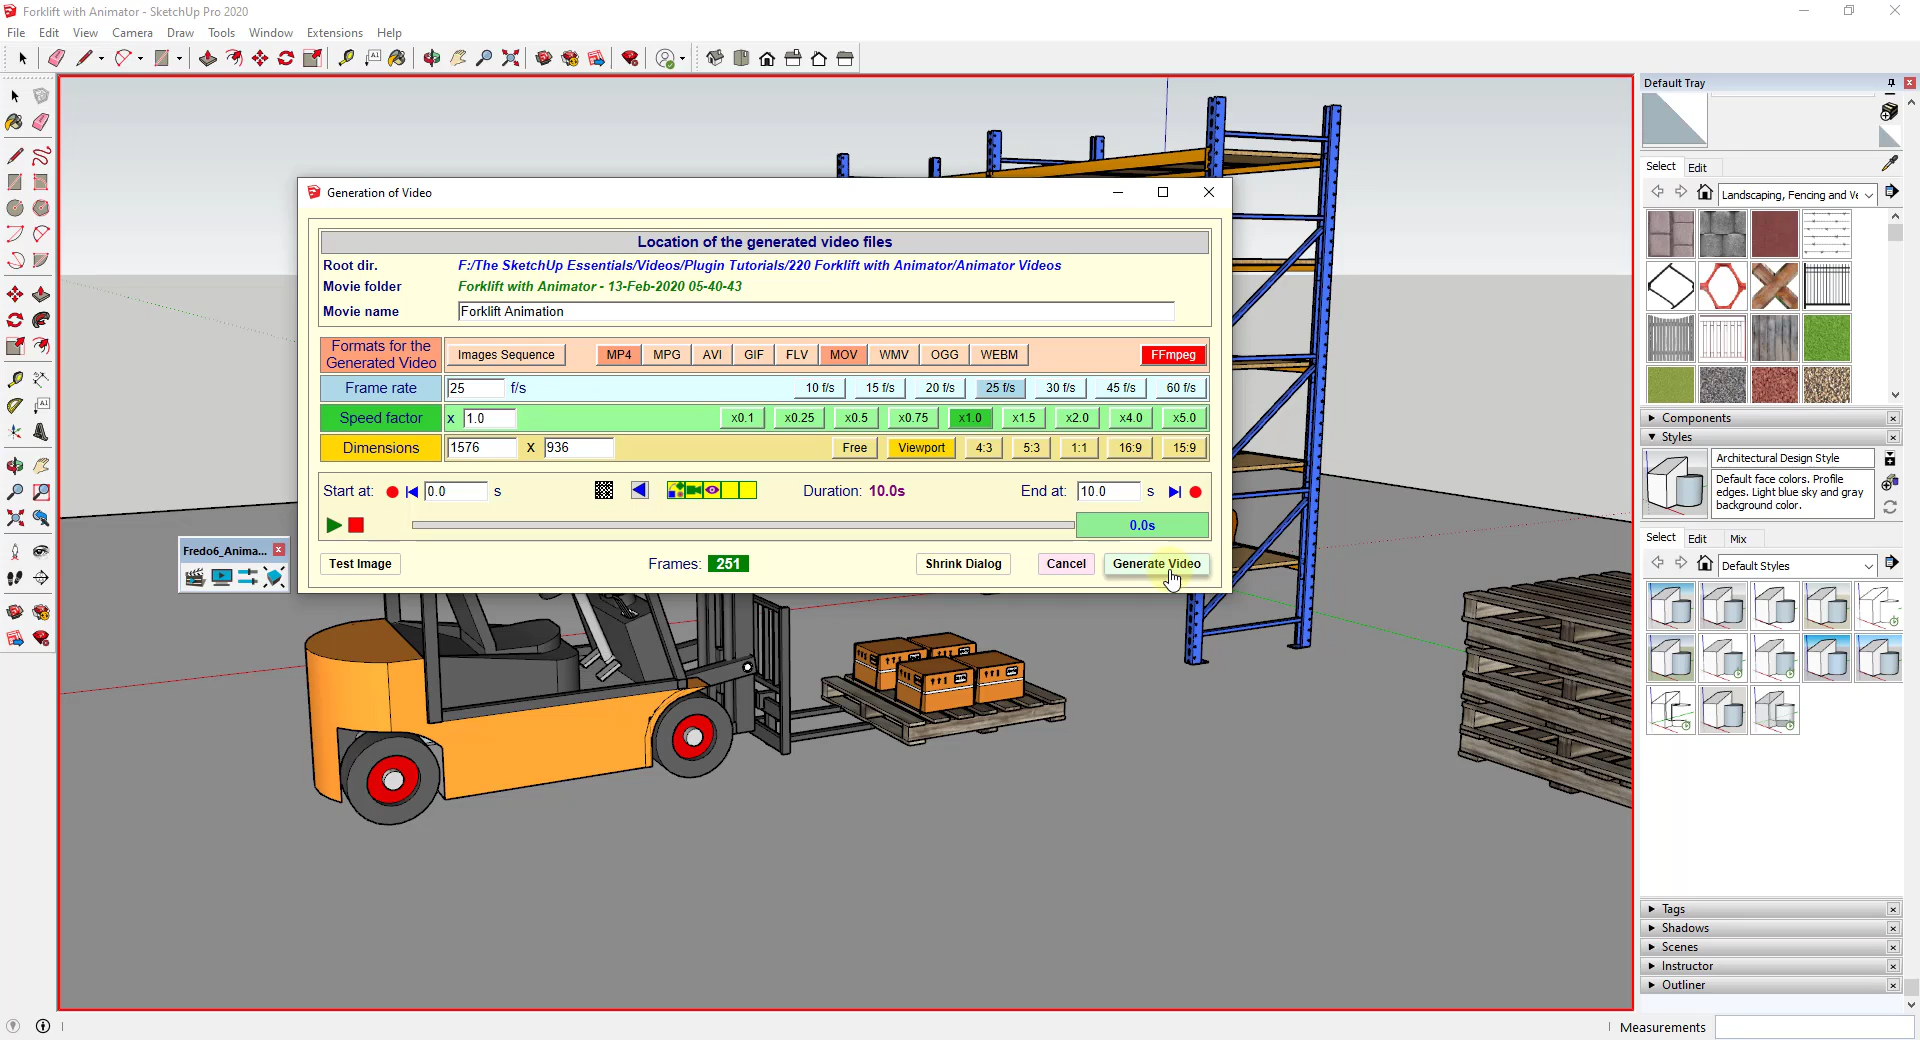 Forklift with Animator - SketchUp Pro 2020
File Edit View Camera Draw Tools Window Extensions Help
Default Tray
Select Edit
Landscaping, Fencing and Ve
Generation of Video
Location of the generated video files
Root dir. F:/The SketchUp Essentials/Videos/Plugin Tutorials/220 Forklift with Animator/Animator Videos
Movie folder Forklift with Animator - 13-Feb-2020 05-40-43
Movie name Forklift Animation
Formats for the
Generated Video
Images Sequence MP4 MPG AVI GIF FLV MOV WMV OGG WEBM FFmpeg
Frame rate 25 f/s 10 f/s 15 f/s 20 f/s 25 f/s 30 f/s 45 f/s 60 f/s
Speed factor x 1.0 x0.1 x0.25 x0.5 x0.75 x1.0 x1.5 x2.0 x4.0 x5.0
Dimensions 1576 X 936 Free Viewport 4:3 5:3 1:1 16:9 15:9
Start at: 0.0 s Duration: 10.0s End at: 10.0 s
0.0s
Test Image Frames: 251 Shrink Dialog Cancel Generate Video
Fredo6_Anima...
Components
Styles
Architectural Design Style
Default face colors. Profile
edges. Light blue sky and gray
background color.
Select Edit Mix
Default Styles
Tags
Shadows
Scenes
Instructor
Outliner
Measurements